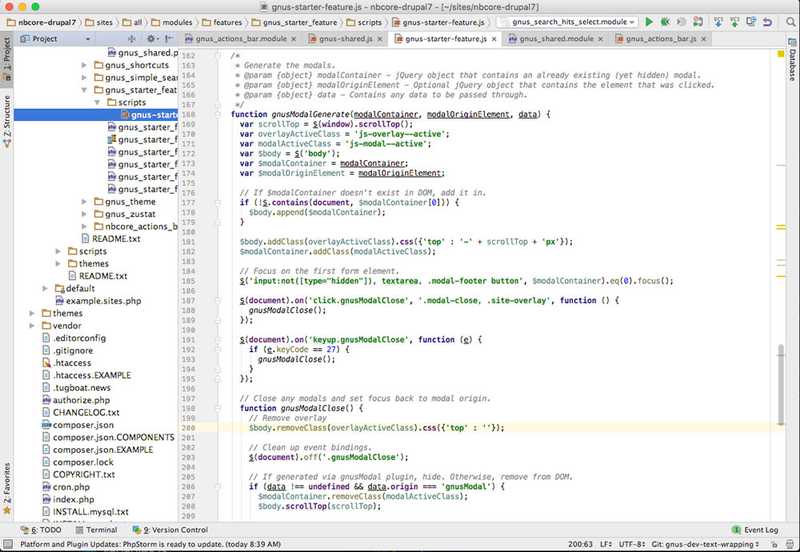 gnus-starter-feature.js - nbcore-drupal7 - [~/sites/nbcore-drupal7]
nbcore-drupal7 sites all modules features gnus_starter_feature scripts gnus-starter-feature.js gnus_search_hits_select.module
Project gnus_actions_bar.module gnus-shared.js gnus-starter-feature.js gnus_shared.module gnus_actions_bar.js
1: Project
7: Structure
2: Favorites
Database
gnus_shared.p
gnus_shortcuts
gnus_simple_sear
gnus_starter_feat
scripts
gnus-starte
gnus_starter_f
gnus_starter_f
gnus_starter_f
gnus_starter_f
gnus_starter_f
gnus_starter_f
gnus_theme
gnus_zustat
nbcore_actions_b
README.txt
scripts
themes
README.txt
default
example.sites.php
themes
vendor
.editorconfig
.gitignore
.htaccess
.htaccess.EXAMPLE
.tugboat.news
authorize.php
CHANGELOG.txt
composer.json
composer.json.COMPONENTS
composer.json.EXAMPLE
composer.lock
COPYRIGHT.txt
cron.php
index.php
INSTALL.mysql.txt
162 /*
163 * Generate the modals.
164 * @param {object} modalContainer - jQuery object that contains an already existing (yet hidden) modal.
165 * @param {object} modalOriginElement - Optional jQuery object that contains the element that was clicked.
166 * @param {object} data - Contains any data to be passed through.
167 */
168 function gnusModalGenerate(modalContainer, modalOriginElement, data) {
169 var scrollTop = $(window).scrollTop();
170 var overlayActiveClass = 'js-overlay--active';
171 var modalActiveClass = 'js-modal--active';
172 var $body = $('body');
173 var $modalContainer = modalContainer;
174 var $modalOriginElement = modalOriginElement;
175
176 // If $modalContainer doesn't exist in DOM, add it in.
177 if (!$.contains(document, $modalContainer[0])) {
178 $body.append($modalContainer);
179 }
180
181 $body.addClass(overlayActiveClass).css({'top' : '-' + scrollTop + 'px'});
182 $modalContainer.addClass(modalActiveClass);
183
184 // Focus on the first form element.
185 $('input:not([type="hidden"]), textarea, .modal-footer button', $modalContainer).eq(0).focus();
186
187 $(document).on('click.gnusModalClose', '.modal-close, .site-overlay', function () {
188 gnusModalClose();
189 });
190
191 $(document).on('keyup.gnusModalClose', function (e) {
192 if (e.keyCode == 27) {
193 gnusModalClose();
194 }
195 });
196
197 // Close any modals and set focus back to modal origin.
198 function gnusModalClose() {
199 // Remove overlay
200 $body.removeClass(overlayActiveClass).css({'top' : ''});
201
202 // Clean up event bindings.
203 $(document).off('.gnusModalClose');
204
205 // If generated via gnusModal plugin, hide. Otherwise, remove from DOM.
206 if (data !== undefined && data.origin === 'gnusModal') {
207 $modalContainer.removeClass(modalActiveClass);
208 $body.scrollTop(scrollTop);
6: TODO Terminal 9: Version Control Event Log
Platform and Plugin Updates: PhpStorm is ready to update. (today 8:39 AM) 200:63 LF÷ UTF-8÷ Git: gnus-dev-text-wrapping÷